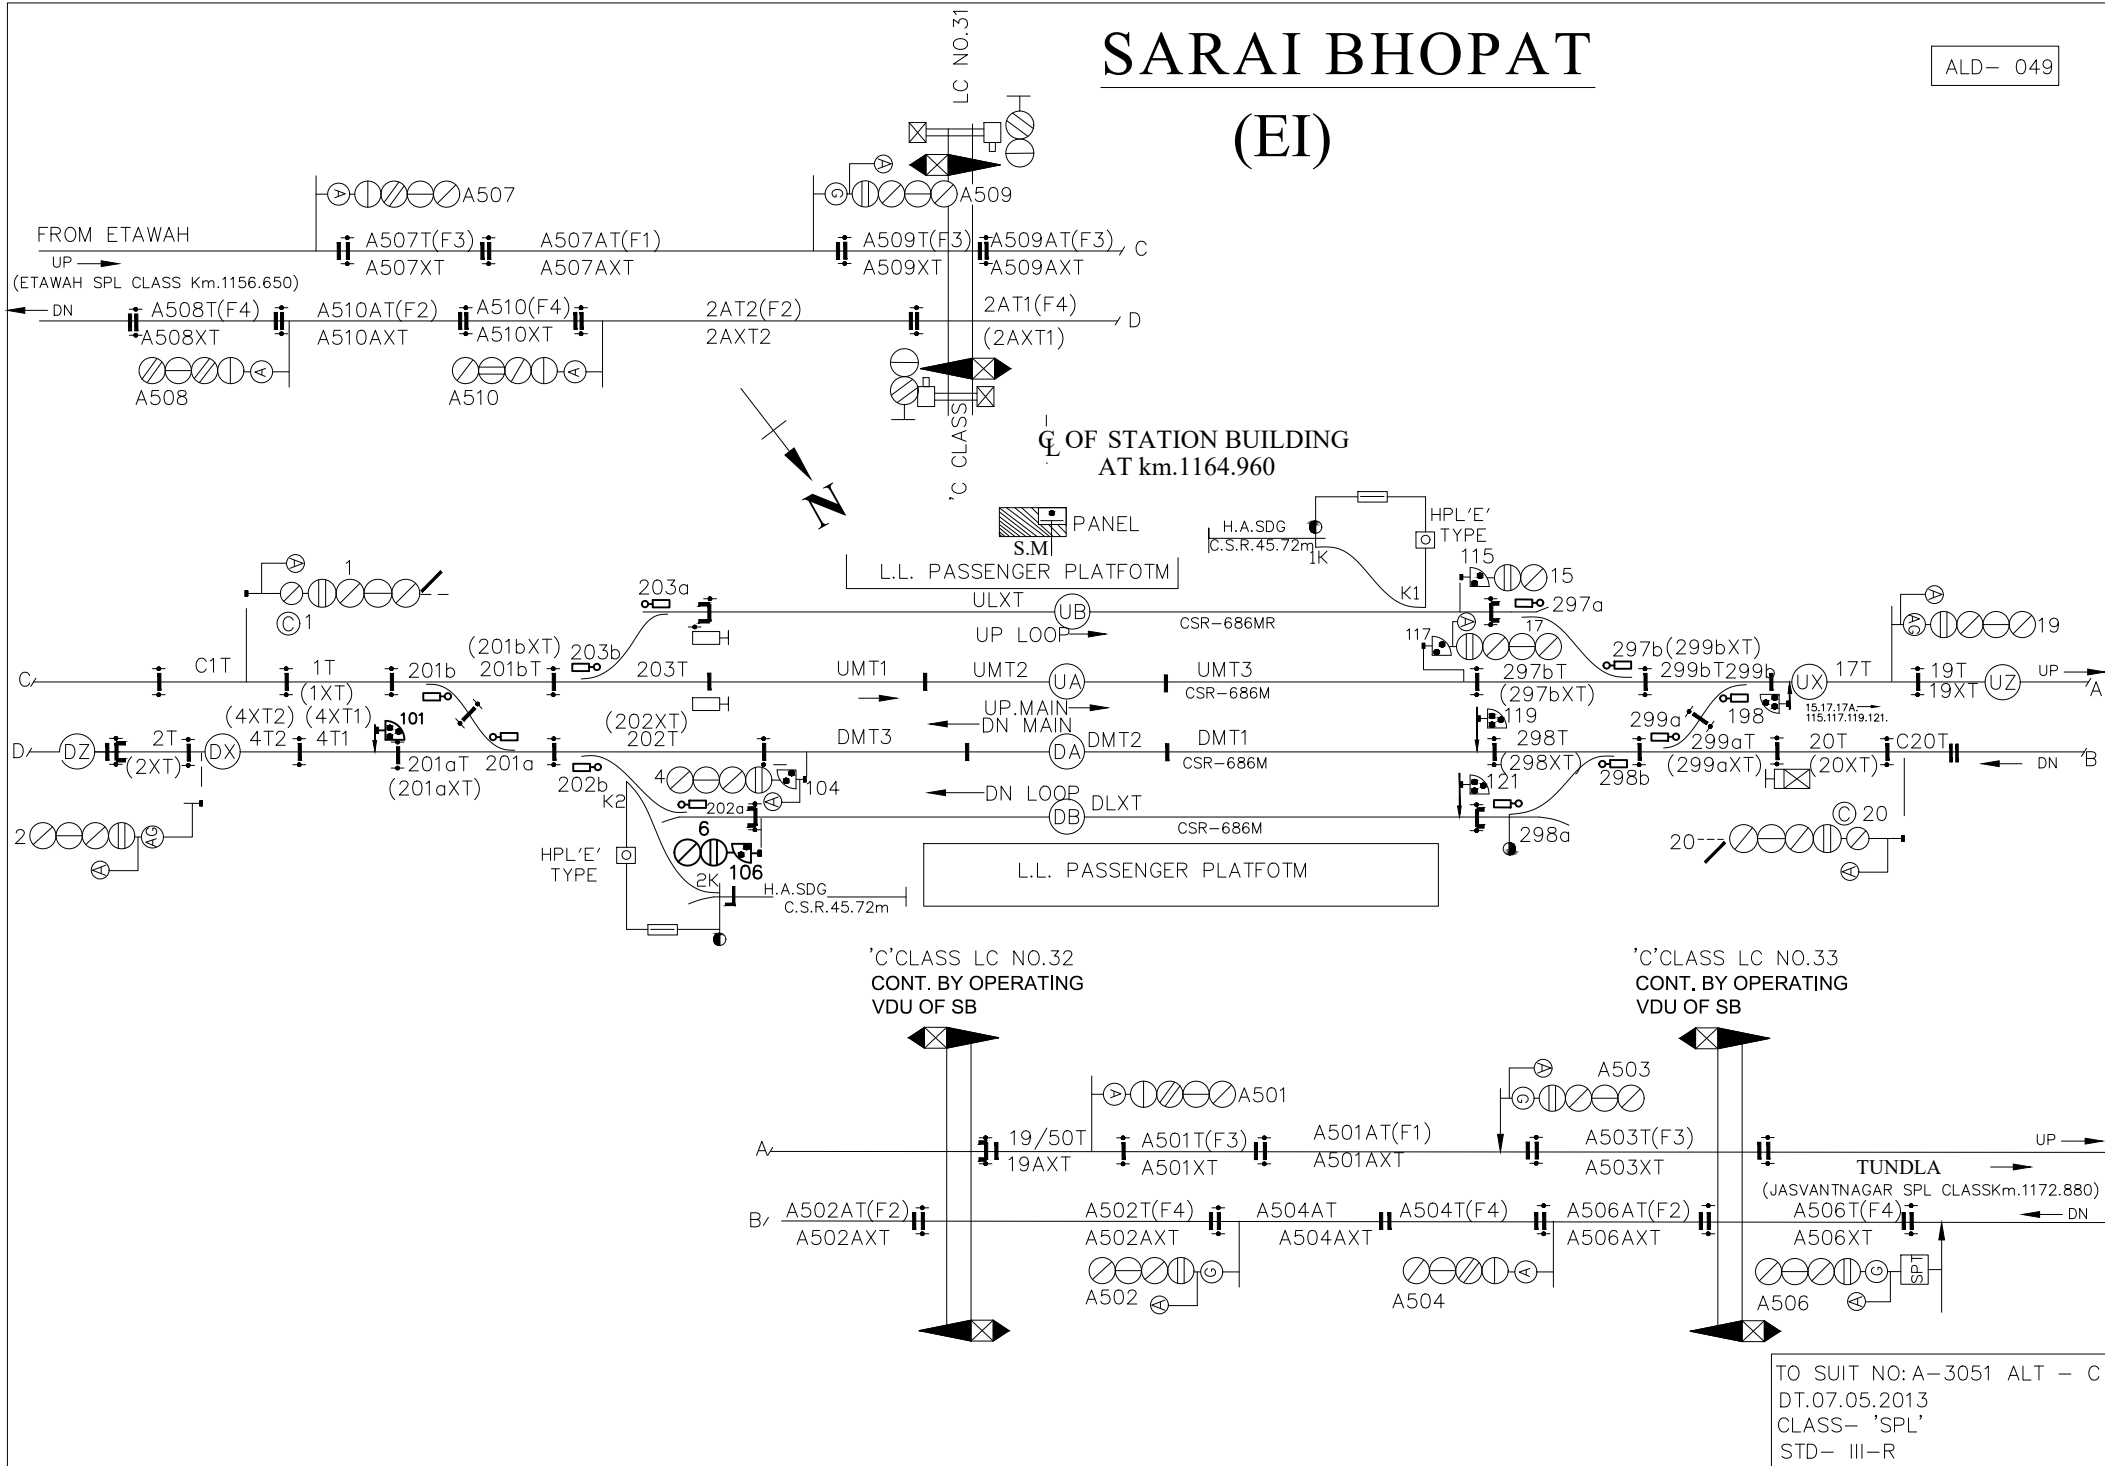 SARAI BHOPAT
(EI)
ALD- 049
LC NO.31
'C CLASS
A507
A509
FROM ETAWAH
UP
(ETAWAH SPL CLASS Km.1156.650)
DN
A507T(F3)
A507XT
A507AT(F1)
A507AXT
A509T(F3)
A509XT
A509AT(F3)
A509AXT
C
A508T(F4)
A508XT
A510AT(F2)
A510AXT
A510(F4)
A510XT
2AT2(F2)
2AXT2
2AT1(F4)
(2AXT1)
D
A508
A510
N
C̲L OF STATION BUILDING
AT km.1164.960
PANEL
S.M
L.L. PASSENGER PLATFOTM
H.A.SDG
C.S.R.45.72m
1K
K1
HPL'E'
TYPE
115
15
117
17
1
C 1
203a
ULXT
UB
UP LOOP
CSR-686MR
297a
297b
(299bXT)
AG
19
C
C1T
1T
(1XT)
201b
(201bXT)
201bT
203b
203T
UMT1
UMT2
UA
UMT3
CSR-686M
297bT
(297bXT)
299bT
299b
UX
17T
19T
19XT
UZ
UP
A
UP.MAIN
DN MAIN
15.17.17A.
115.117.119.121.
(4XT2)
(4XT1)
101
(202XT)
119
299a
198
D
DZ
2T
(2XT)
DX
4T2
4T1
201aT
(201aXT)
201a
202b
202T
DMT3
DA
DMT2
DMT1
CSR-686M
298T
(298XT)
298b
299aT
(299aXT)
20T
(20XT)
C20T
DN
B
4
104
121
K2
202a
DN LOOP
DB
DLXT
CSR-686M
298a
2
AG
A
6
106
C 20
20
HPL'E'
TYPE
2K
H.A.SDG
C.S.R.45.72m
L.L. PASSENGER PLATFOTM
'C'CLASS LC NO.32
CONT. BY OPERATING
VDU OF SB
'C'CLASS LC NO.33
CONT. BY OPERATING
VDU OF SB
A501
A503
A
19/50T
19AXT
A501T(F3)
A501XT
A501AT(F1)
A501AXT
A503T(F3)
A503XT
UP
TUNDLA
(JASVANTNAGAR SPL CLASSKm.1172.880)
B
A502AT(F2)
A502AXT
A502T(F4)
A502AXT
A504AT
A504AXT
A504T(F4)
A506AT(F2)
A506AXT
A506T(F4)
A506XT
DN
A502
A504
A506
SPT
TO SUIT NO:A-3051 ALT - C
DT.07.05.2013
CLASS- 'SPL'
STD- III-R